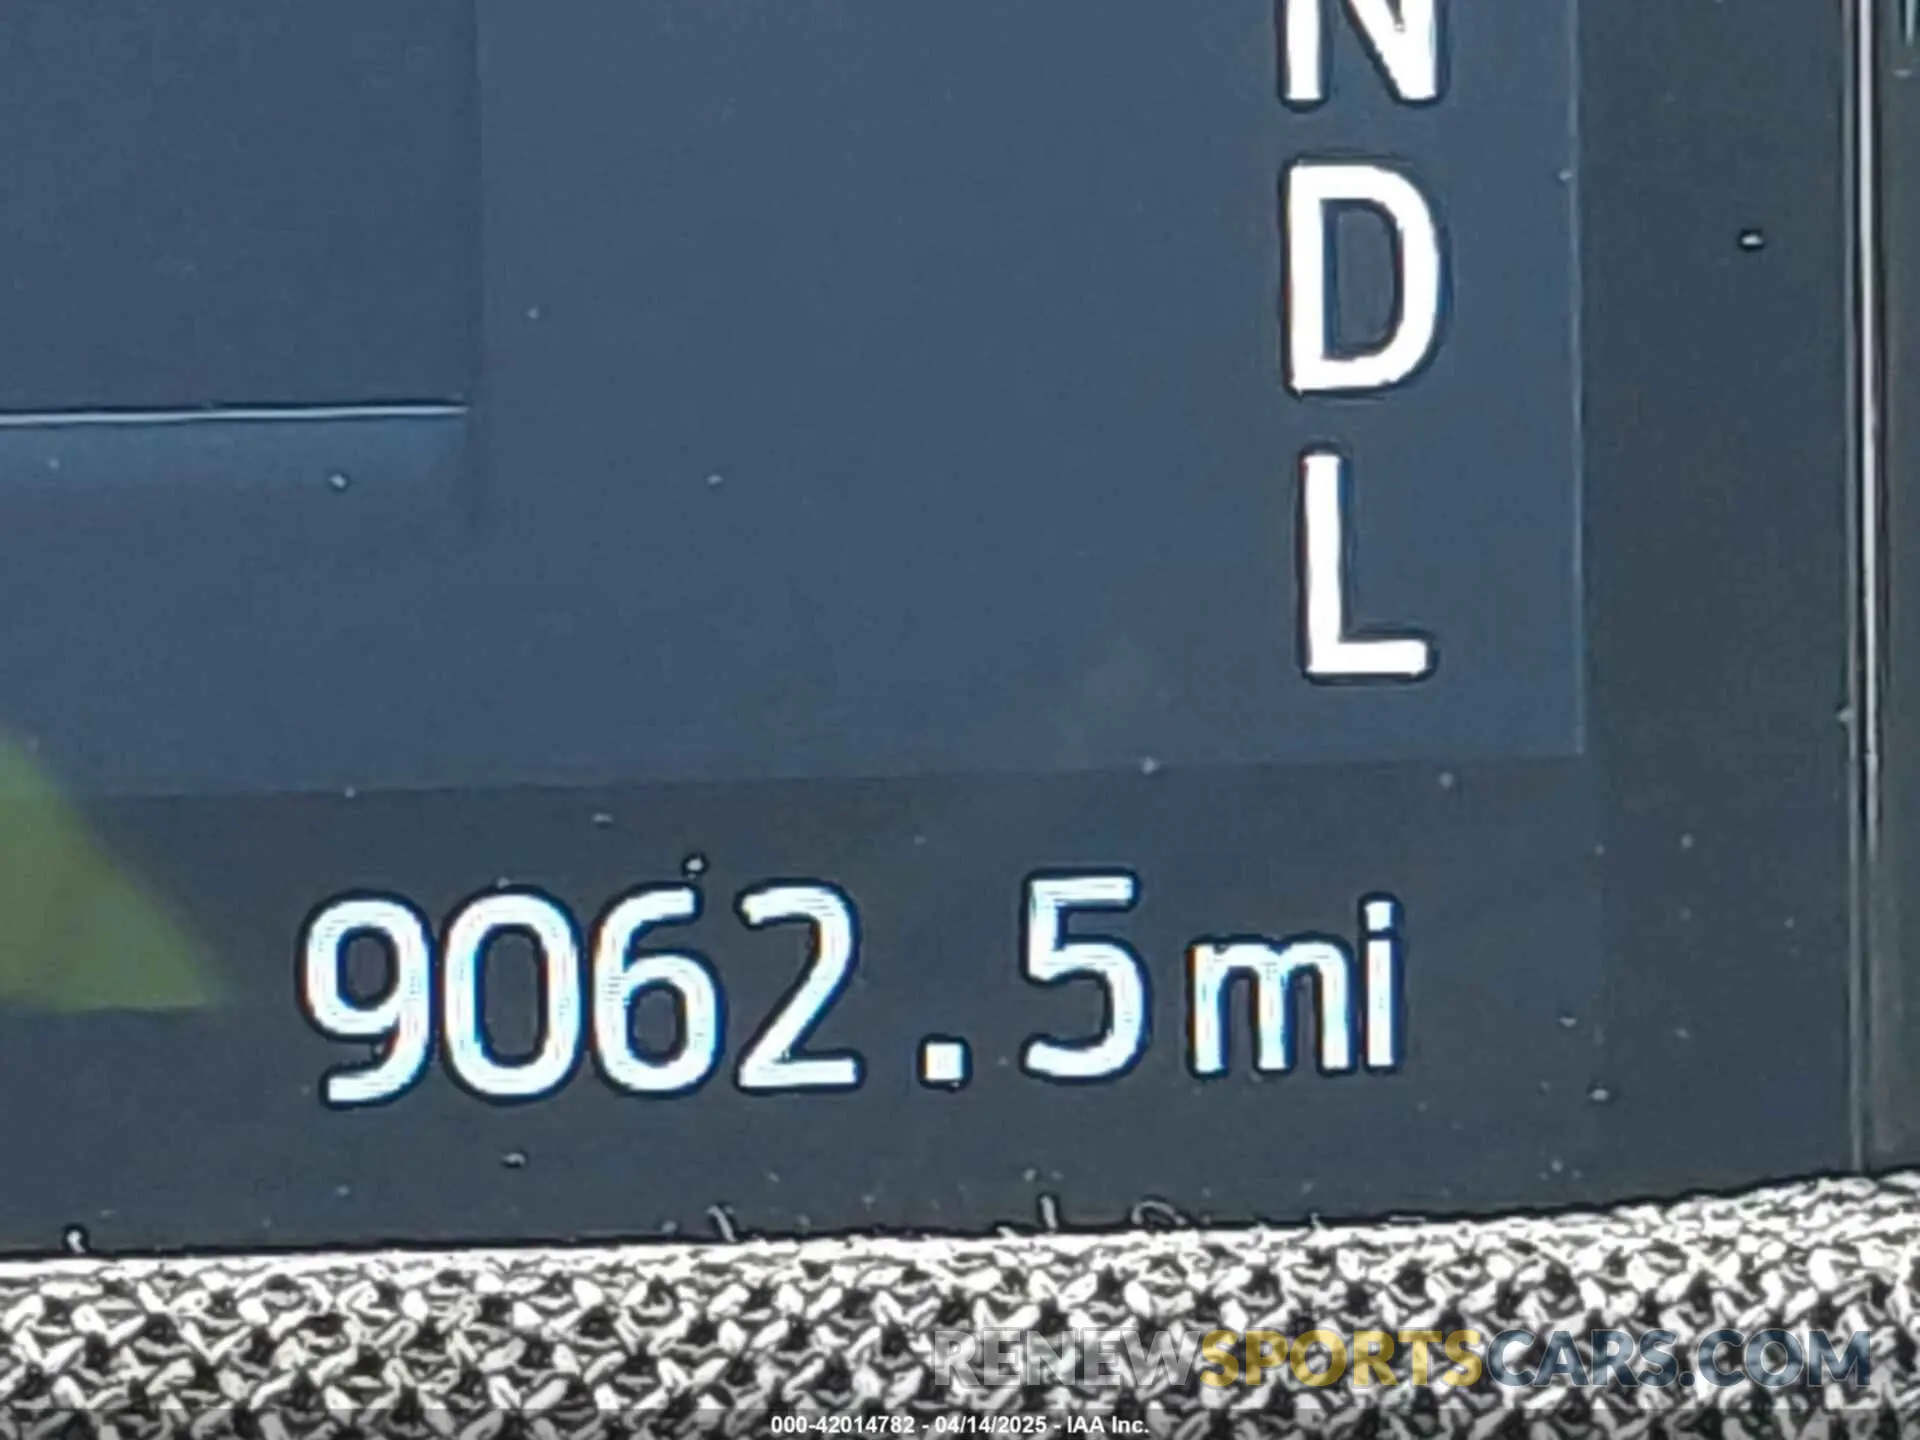 N
D
L
9062.5mi
RENEWSPORTSCARS.COM
000-42014782 - 04/14/2025 - IAA Inc.